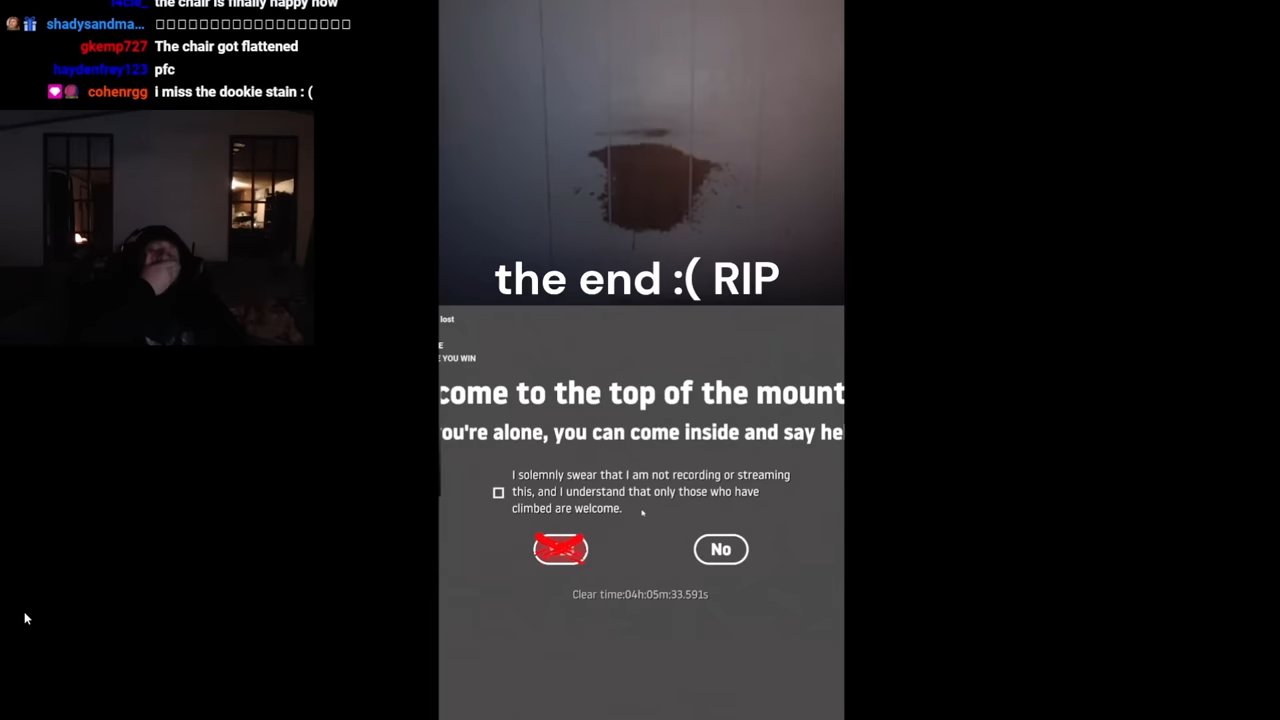 the chair is finally happy now
shadysandma... □□□□□□□□□□□□□□□□□□
gkemp727 The chair got flattened
haydenfrey123 pfc
cohenrgg i miss the dookie stain : (
the end :( RIP
lost
E
E YOU WIN
come to the top of the mount
ou're alone, you can come inside and say he
I solemnly swear that I am not recording or streaming
this, and I understand that only those who have
climbed are welcome.
No
Clear time:04h:05m:33.591s